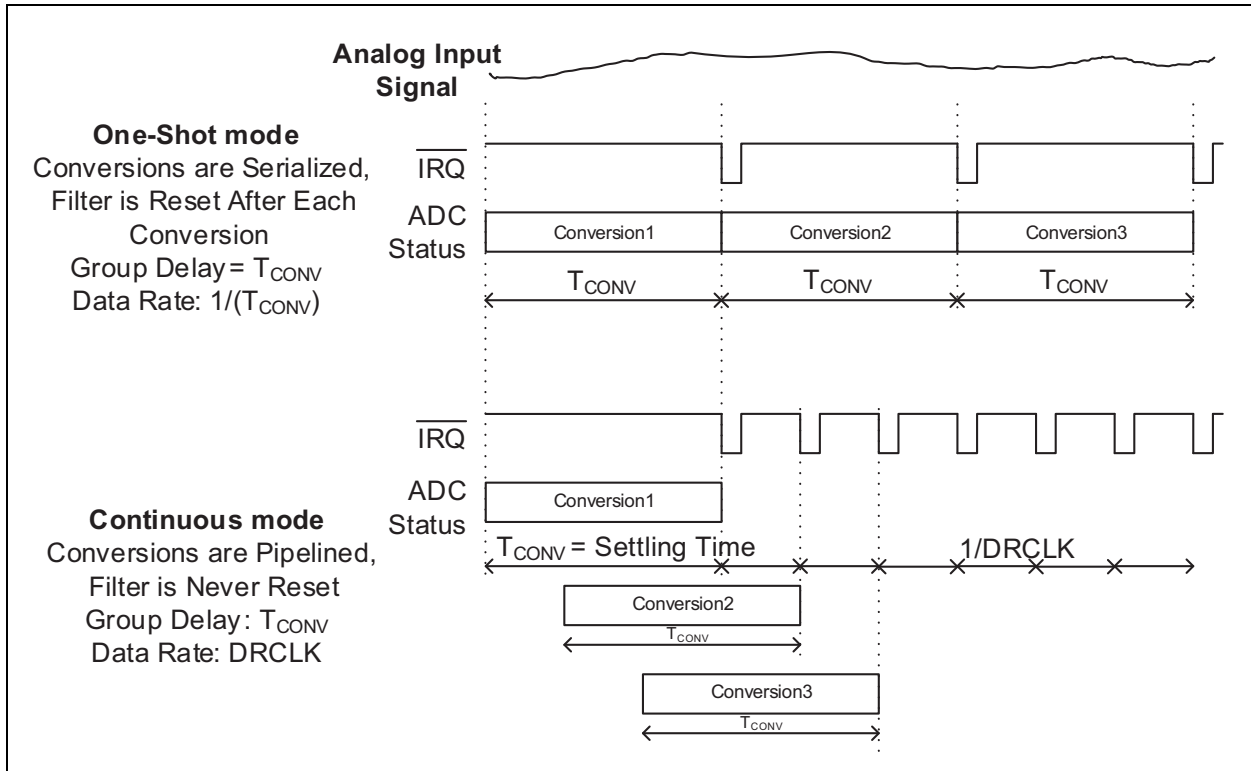 Analog Input
Signal
One-Shot mode
Conversions are Serialized,
Filter is Reset After Each
Conversion
Group Delay = TCONV
Data Rate: 1/(TCONV)
IRQ
ADC
Status
Conversion1
Conversion2
Conversion3
TCONV
TCONV
TCONV
IRQ
ADC
Status
Conversion1
Continuous mode
Conversions are Pipelined,
Filter is Never Reset
Group Delay: TCONV
Data Rate: DRCLK
TCONV = Settling Time
1/DRCLK
Conversion2
TCONV
Conversion3
TCONV